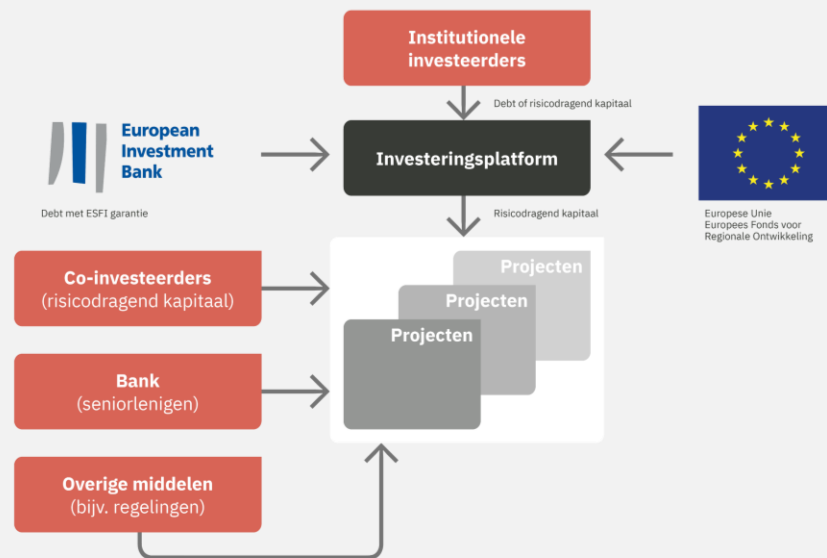 Institutionele
investeerders
Debt of risicodragend kapitaal
European
Investment
Bank
Investeringsplatform
Debt met ESFI garantie
Risicodragend kapitaal
Europese Unie
Europees Fonds voor
Regionale Ontwikkeling
Co-investeerders
(risicodragend kapitaal)
Projecten
Projecten
Projecten
Bank
(seniorlenigen)
Overige middelen
(bijv. regelingen)